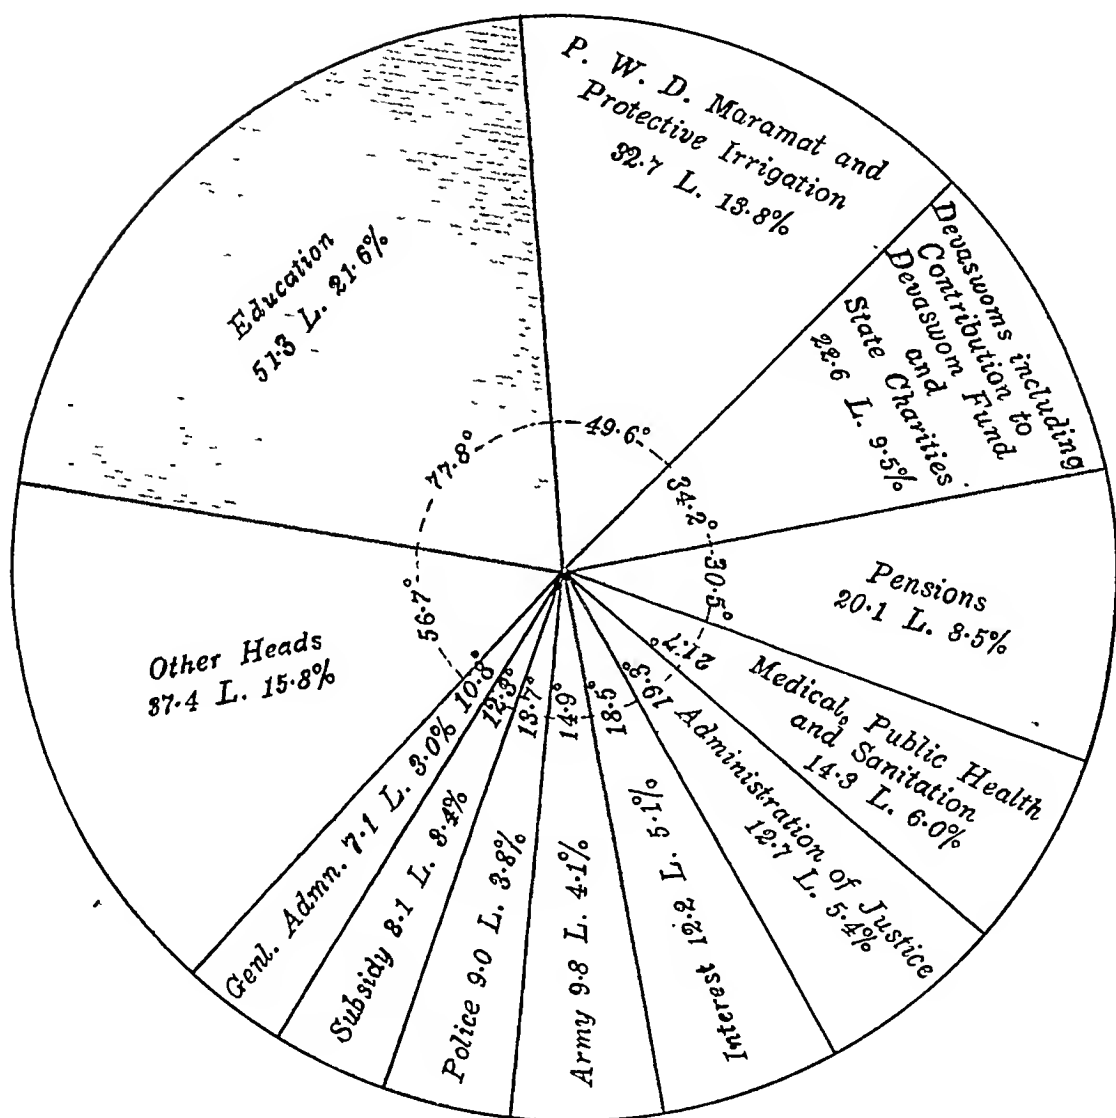 P. W. D. Maramat and
Protective Irrigation
32·7 L. 13·8%
49·6°
Devaswoms including
Contribution to
Devaswom Fund
and
State Charities
22·6 L. 9·5%
34·2°
Pensions
20·1 L. 8·5%
30·5°
Medical, Public Health
and Sanitation
14·3 L. 6·0%
21·7°
Administration of Justice
12·7 L. 5·4%
19·3°
Interest 12·2 L. 5·1%
18·5°
Army 9·8 L. 4·1%
14·9°
Police 9·0 L. 3·8%
13·7°
Subsidy 8·1 L. 3·4%
12·3°
Genl. Admn. 7·1 L. 3·0%
10·8°
Other Heads
37·4 L. 15·8%
56·7°
Education
51·3 L. 21·6%
77·8°